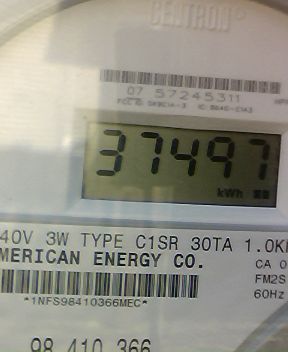 CENTRON®
07 57245311
37497
kWh
40V 3W TYPE C1SR 30TA 1.0K
MERICAN ENERGY CO.
CA 0
FM2S
60Hz
*1NFS98410366MEC*
98 410 366